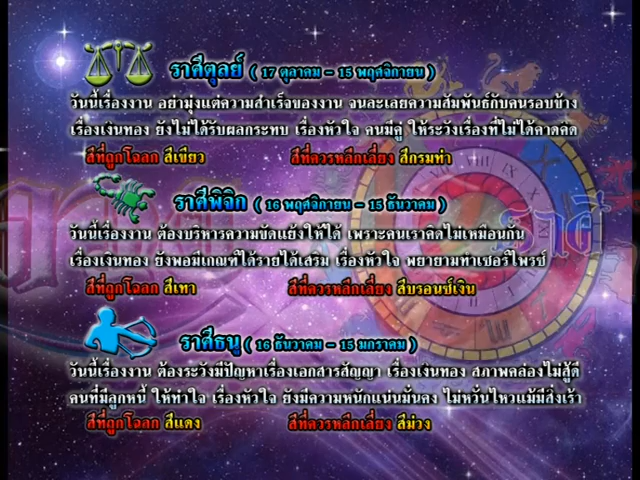 ราศีตุลย์ ( 17 ตุลาคม - 15 พฤศจิกายน )
วันนี้เรื่องงาน อย่ามุ่งแต่ความสำเร็จของงาน จนละเลยความสัมพันธ์กับคนรอบข้าง
เรื่องเงินทอง ยังไม่ได้รับผลกระทบ เรื่องหัวใจ คนมีคู่ ให้ระวังเรื่องที่ไม่ได้คาดคิด
สีที่ถูกโฉลก สีเขียว สีที่ควรหลีกเลี่ยง สีกรมท่า
ราศีพิจิก ( 16 พฤศจิกายน - 15 ธันวาคม )
วันนี้เรื่องงาน ต้องบริหารความขัดแย้งให้ได้ เพราะคนเราคิดไม่เหมือนกัน
เรื่องเงินทอง ยังพอมีเกณฑ์ได้รายได้เสริม เรื่องหัวใจ พยายามทำเซอร์ไพรซ์
สีที่ถูกโฉลก สีเทา สีที่ควรหลีกเลี่ยง สีบรอนซ์เงิน
ราศีธนู ( 16 ธันวาคม - 15 มกราคม )
วันนี้เรื่องงาน ต้องระวังมีปัญหาเรื่องเอกสารสัญญา เรื่องเงินทอง สภาพคล่องไม่สู้ดี
คนที่มีลูกหนี้ ให้ทำใจ เรื่องหัวใจ ยังมีความหนักแน่นมั่นคง ไม่หวั่นไหวแม้มีสิ่งเร้า
สีที่ถูกโฉลก สีแดง สีที่ควรหลีกเลี่ยง สีม่วง
ราศี